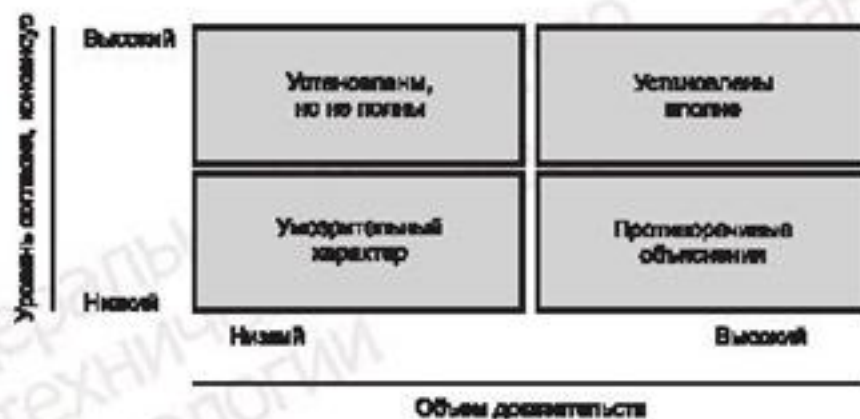 Уровень согласия, консенсус
Высокий
Установлены,
но не полны
Установлены
вполне
Умозрительный
характер
Противоречивые
объяснения
Низкий
Низкий
Высокий
Объем доказательств